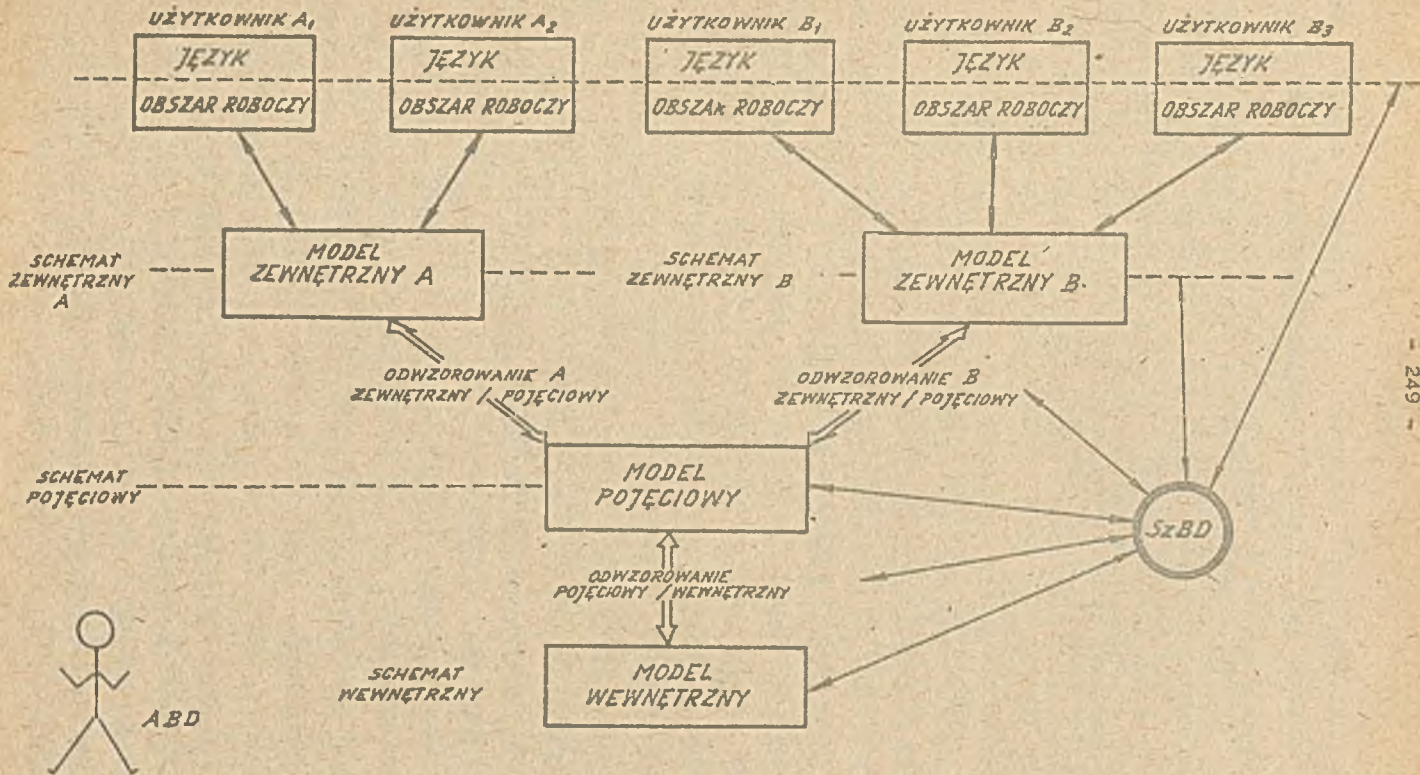 UŻYTKOWNIK A1
UŻYTKOWNIK A2
UŻYTKOWNIK B1
UŻYTKOWNIK B2
UŻYTKOWNIK B3
JĘZYK
JĘZYK
JĘZYK
JĘZYK
JĘZYK
OBSZAR ROBOCZY
OBSZAR ROBOCZY
OBSZAR ROBOCZY
OBSZAR ROBOCZY
OBSZAR ROBOCZY
SCHEMAT
ZEWNĘTRZNY
A
MODEL
ZEWNĘTRZNY A
SCHEMAT
ZEWNĘTRZNY B
MODEL
ZEWNĘTRZNY B
ODWZOROWANIE A
ZEWNĘTRZNY / POJĘCIOWY
ODWZOROWANIE B
ZEWNĘTRZNY / POJĘCIOWY
- 249 -
SCHEMAT
POJĘCIOWY
MODEL
POJĘCIOWY
SzBD
ODWZOROWANIE
POJĘCIOWY / WEWNĘTRZNY
SCHEMAT
WEWNĘTRZNY
MODEL
WEWNĘTRZNY
ABD